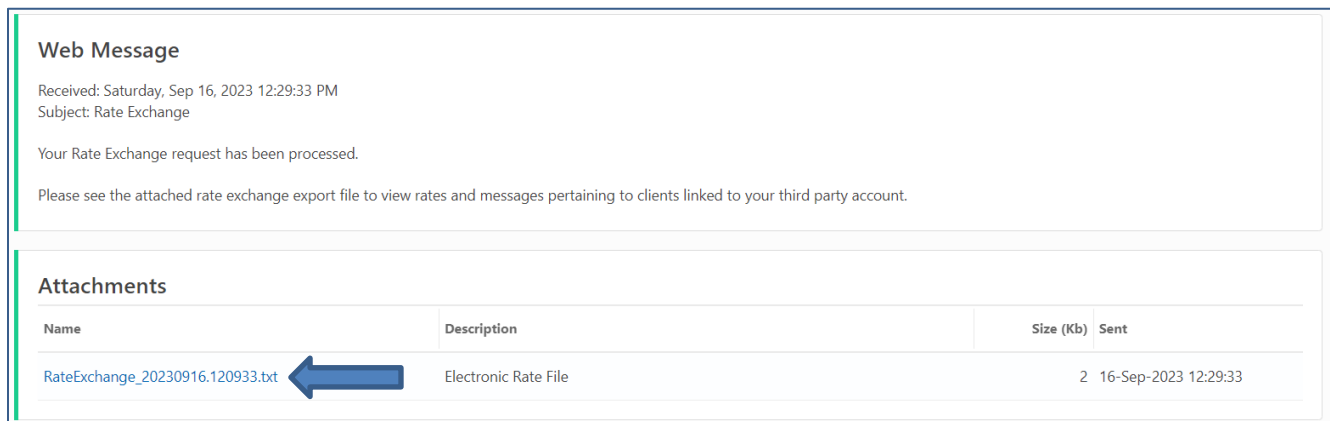 Web Message
Received: Saturday, Sep 16, 2023 12:29:33 PM
Subject: Rate Exchange
Your Rate Exchange request has been processed.
Please see the attached rate exchange export file to view rates and messages pertaining to clients linked to your third party account.
Attachments
Name Description Size (Kb) Sent
RateExchange_20230916.120933.txt Electronic Rate File 2 16-Sep-2023 12:29:33